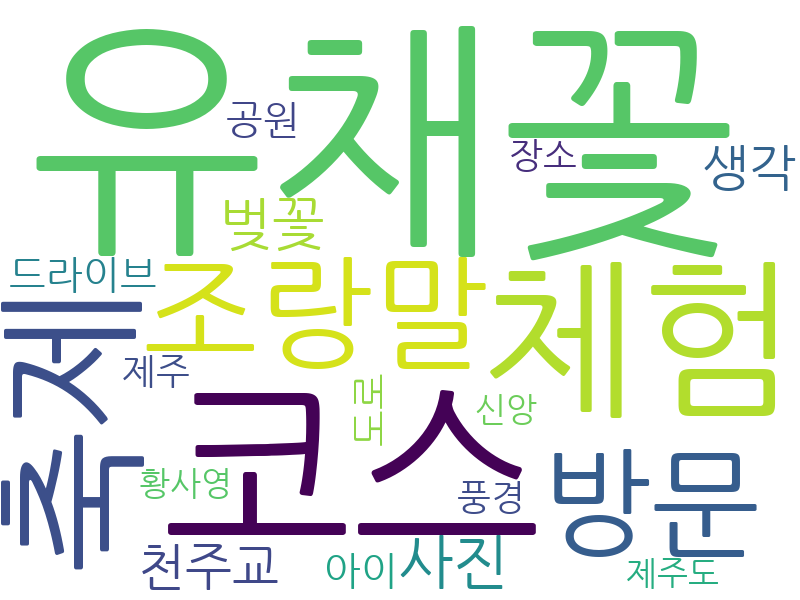 유채꽃
공원
장소
생각
벚꽃
드라이브
조랑말
체험
축제
제주
코스
도로
신앙
방문
황사영
풍경
천주교
아이
사진
제주도